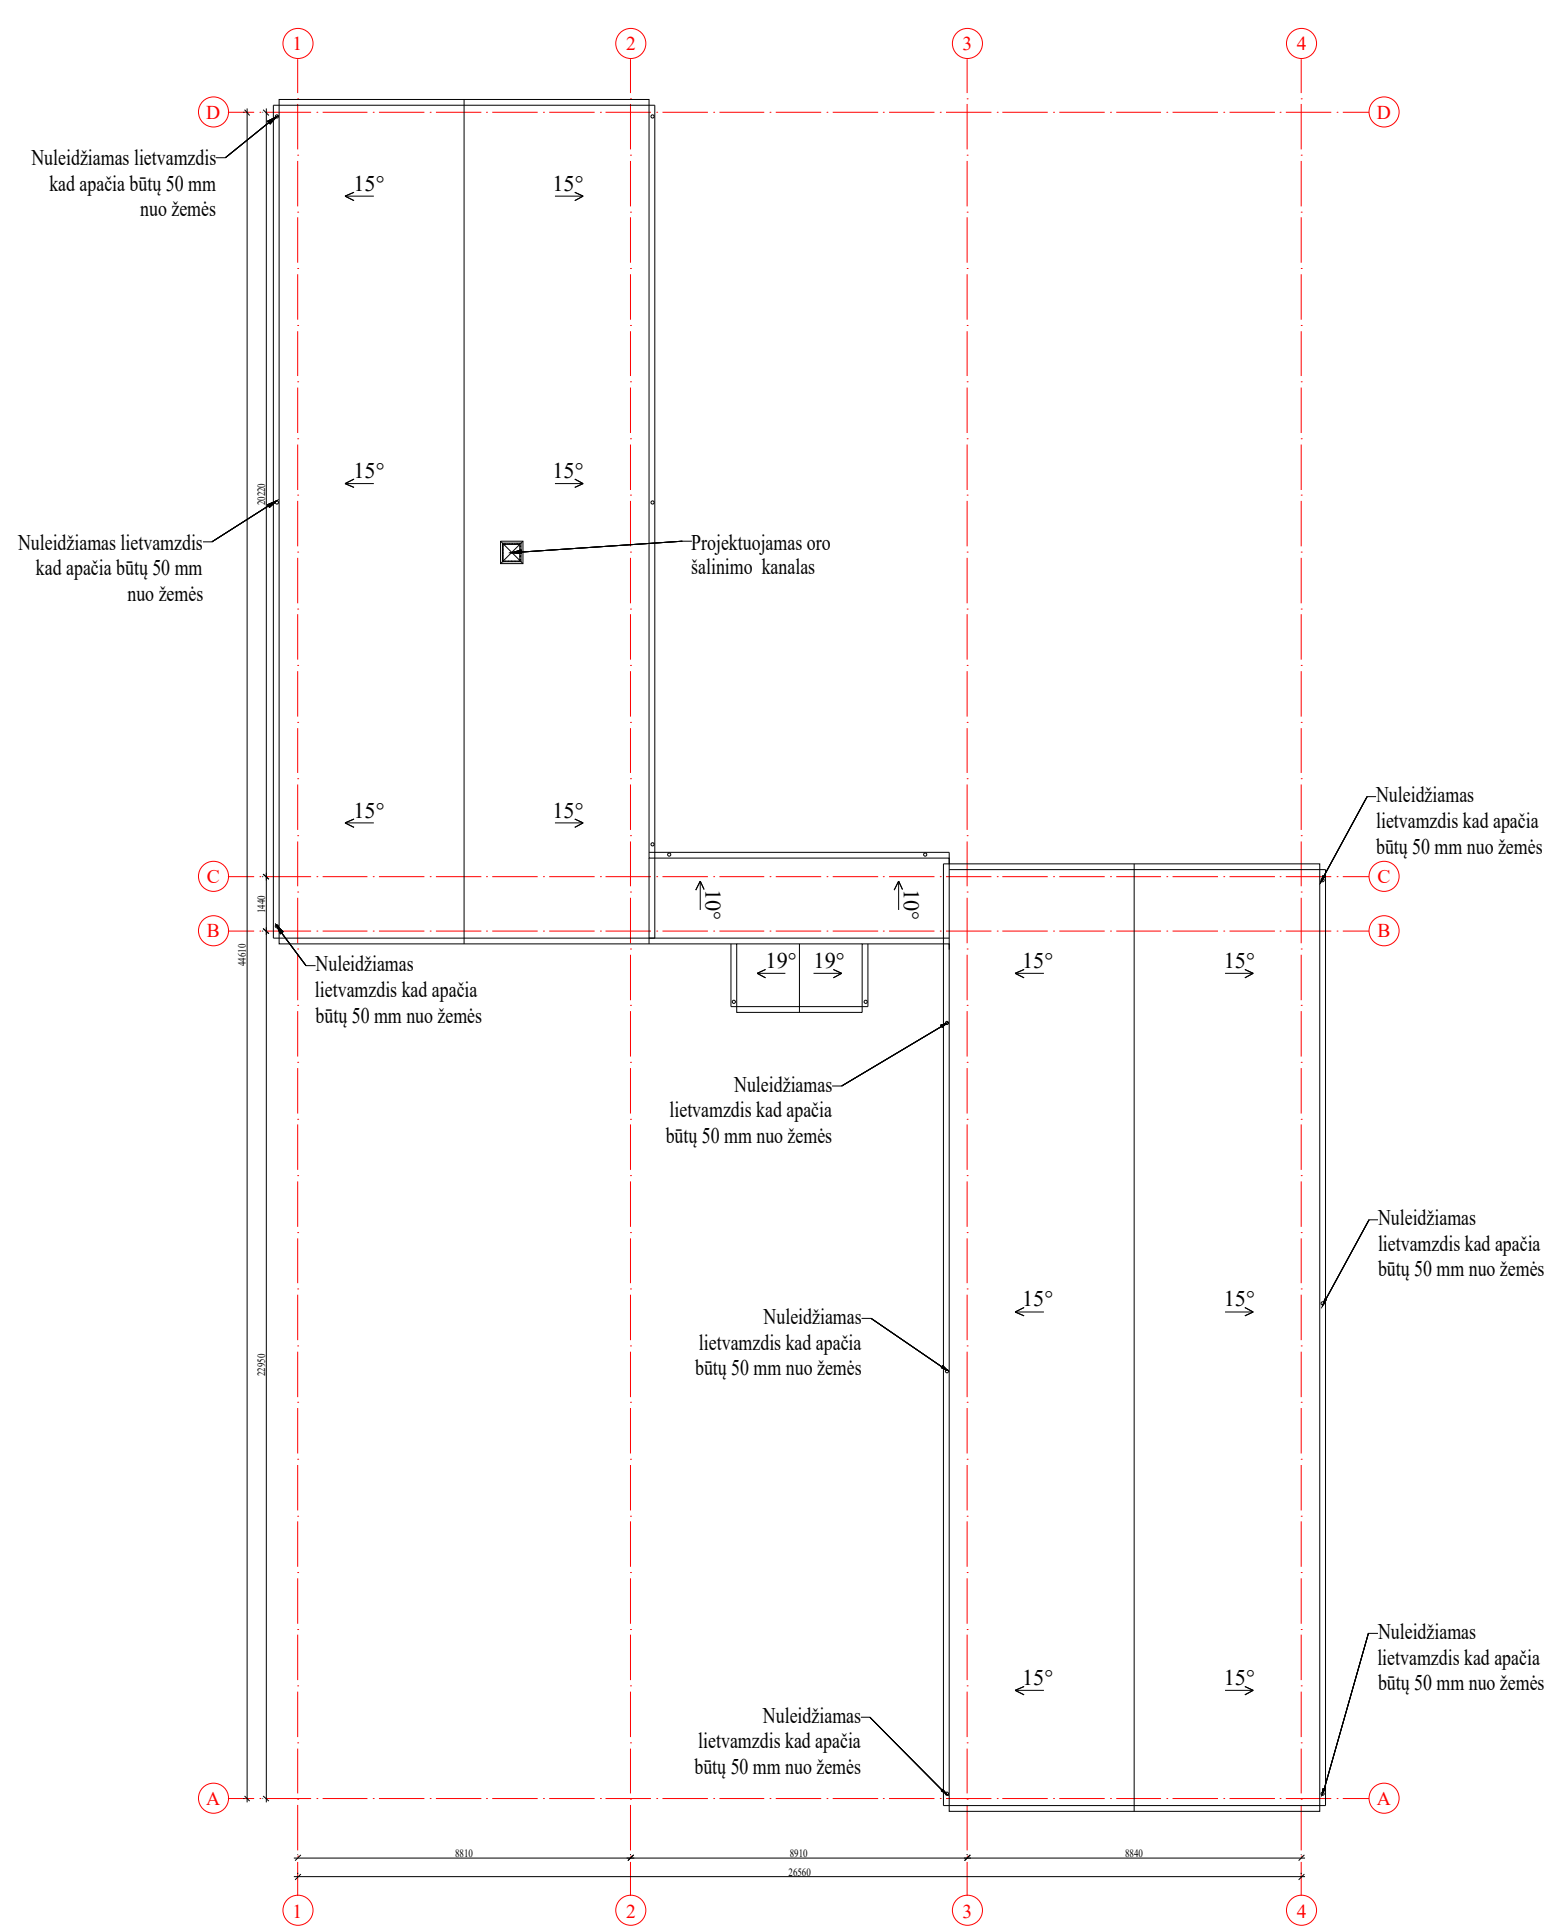 1
2
3
4
D
D
Nuleidžiamas lietvamzdis
kad apačia būtų 50 mm
nuo žemės
15°
15°
15°
15°
20220
Nuleidžiamas lietvamzdis
kad apačia būtų 50 mm
nuo žemės
Projektuojamas oro
šalinimo kanalas
15°
15°
Nuleidžiamas
lietvamzdis kad apačia
būtų 50 mm nuo žemės
C
C
1440
10°
10°
B
B
44610
Nuleidžiamas
lietvamzdis kad apačia
būtų 50 mm nuo žemės
19°
19°
15°
15°
Nuleidžiamas
lietvamzdis kad apačia
būtų 50 mm nuo žemės
Nuleidžiamas
lietvamzdis kad apačia
būtų 50 mm nuo žemės
15°
15°
Nuleidžiamas
lietvamzdis kad apačia
būtų 50 mm nuo žemės
22950
Nuleidžiamas
lietvamzdis kad apačia
būtų 50 mm nuo žemės
15°
15°
Nuleidžiamas
lietvamzdis kad apačia
būtų 50 mm nuo žemės
A
A
8810
8910
8840
26560
1
2
3
4